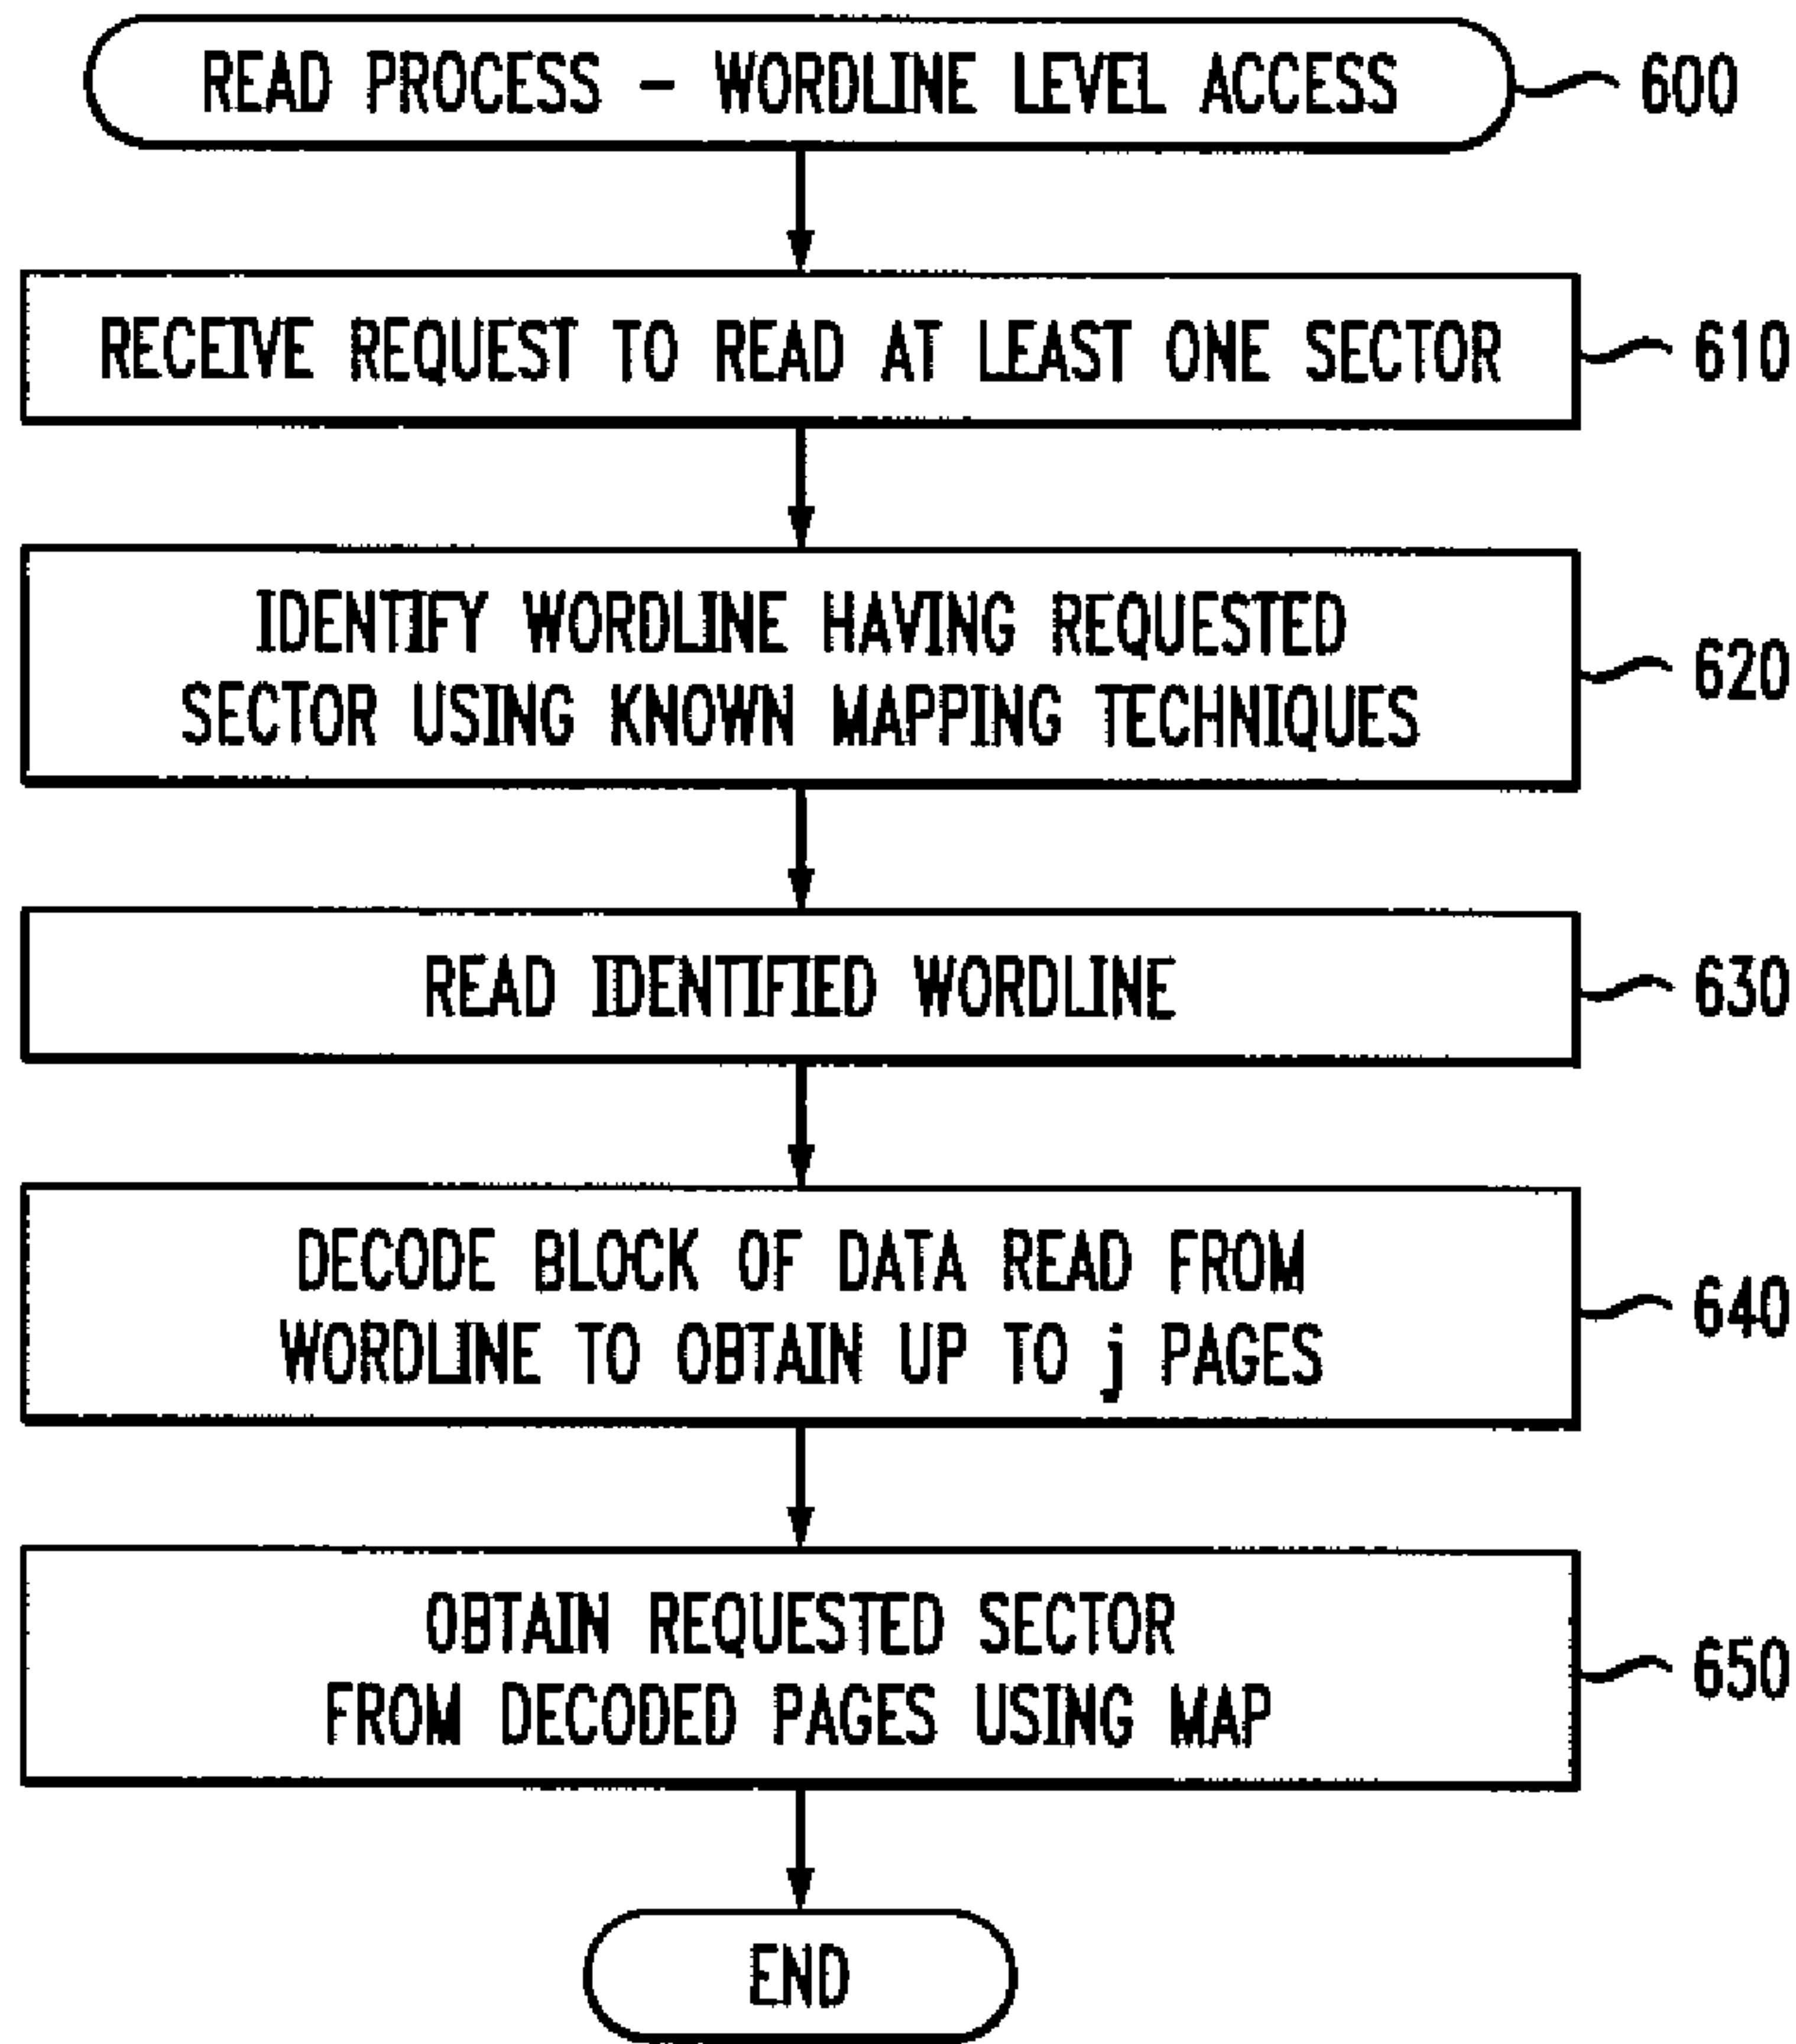 READ PROCESS - WORDLINE LEVEL ACCESS
600
RECEIVE REQUEST TO READ AT LEAST ONE SECTOR
610
IDENTIFY WORDLINE HAVING REQUESTED
SECTOR USING KNOWN MAPPING TECHNIQUES
620
READ IDENTIFIED WORDLINE
630
DECODE BLOCK OF DATA READ FROM
WORDLINE TO OBTAIN UP TO j PAGES
640
OBTAIN REQUESTED SECTOR
FROM DECODED PAGES USING MAP
650
END